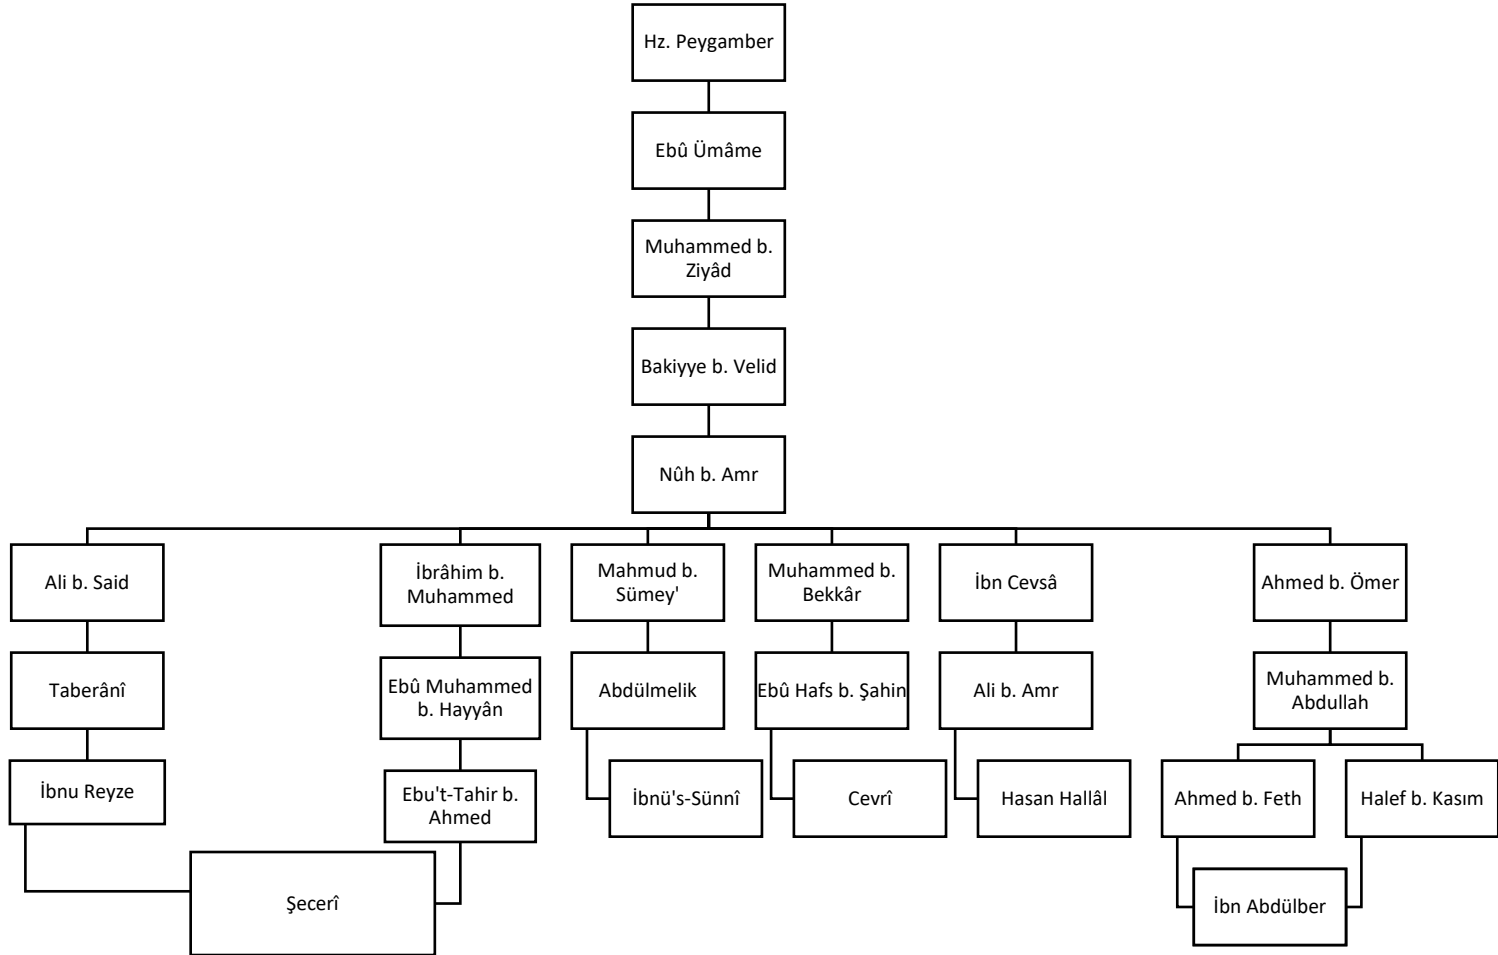 Hz. Peygamber
Ebû Ümâme
Muhammed b.
Ziyâd
Bakiyye b. Velid
Nûh b. Amr
Ali b. Said
İbrâhim b.
Muhammed
Mahmud b.
Sümey'
Muhammed b.
Bekkâr
İbn Cevsâ
Ahmed b. Ömer
Taberânî
Ebû Muhammed
b. Hayyân
Abdülmelik
Ebû Hafs b. Şahin
Ali b. Amr
Muhammed b.
Abdullah
İbnu Reyze
Ebu't-Tahir b.
Ahmed
İbnü's-Sünnî
Cevrî
Hasan Hallâl
Ahmed b. Feth
Halef b. Kasım
Şecerî
İbn Abdülber